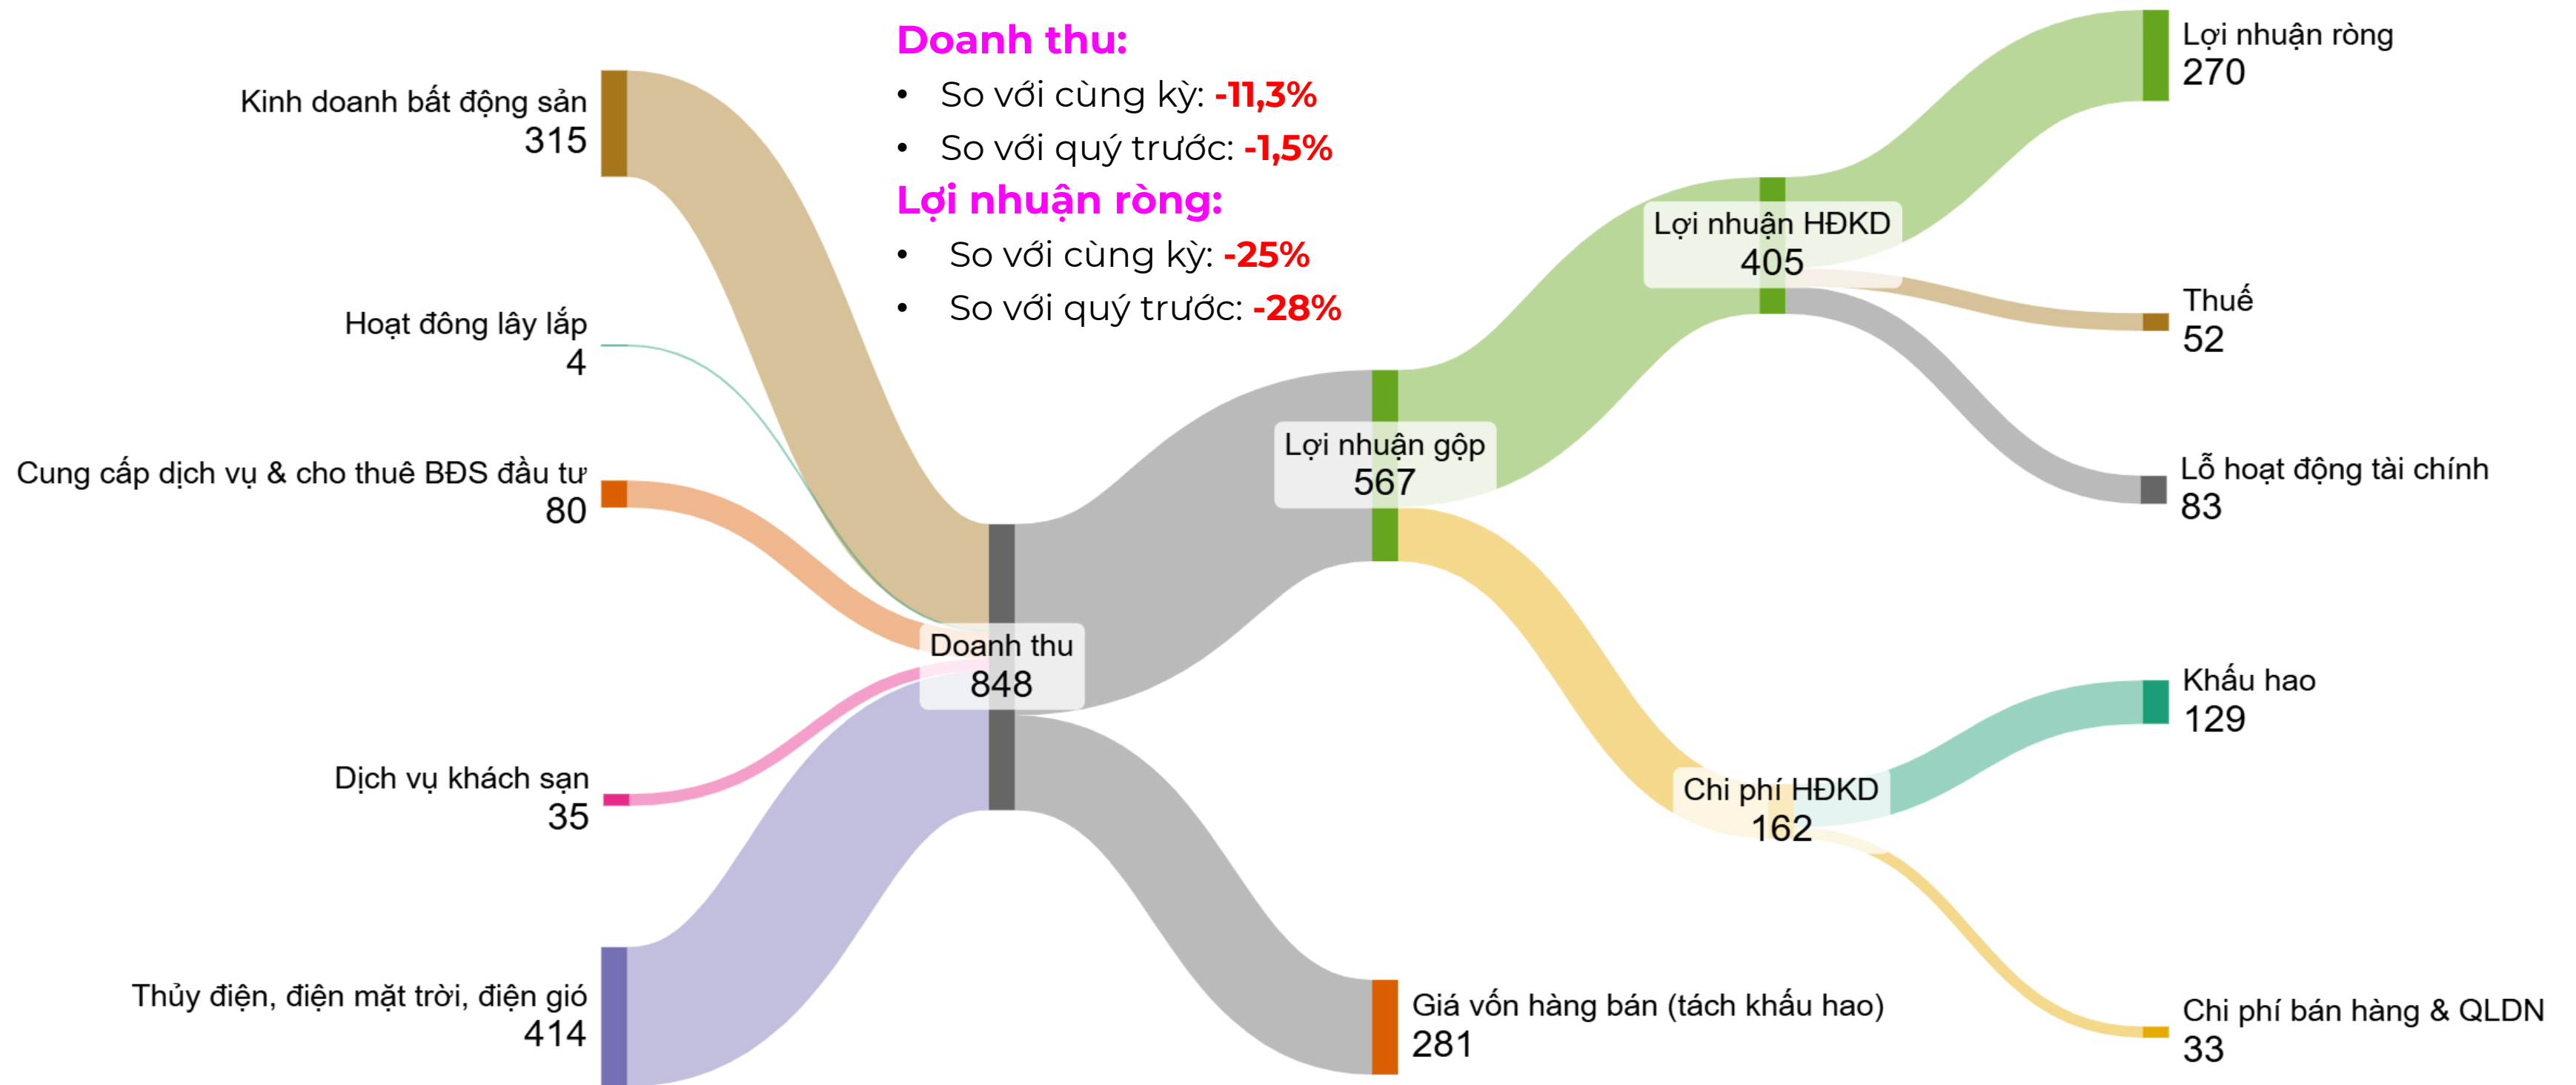 Doanh thu:
• So với cùng kỳ: -11,3%
• So với quý trước: -1,5%
Lợi nhuận ròng:
• So với cùng kỳ: -25%
• So với quý trước: -28%
Kinh doanh bất động sản
315
Hoạt đông lây lắp
4
Cung cấp dịch vụ & cho thuê BĐS đầu tư
80
Dịch vụ khách sạn
35
Thủy điện, điện mặt trời, điện gió
414
Doanh thu
848
Lợi nhuận gộp
567
Giá vốn hàng bán (tách khấu hao)
281
Lợi nhuận HĐKD
405
Chi phí HĐKD
162
Lợi nhuận ròng
270
Thuế
52
Lỗ hoạt động tài chính
83
Khấu hao
129
Chi phí bán hàng & QLDN
33